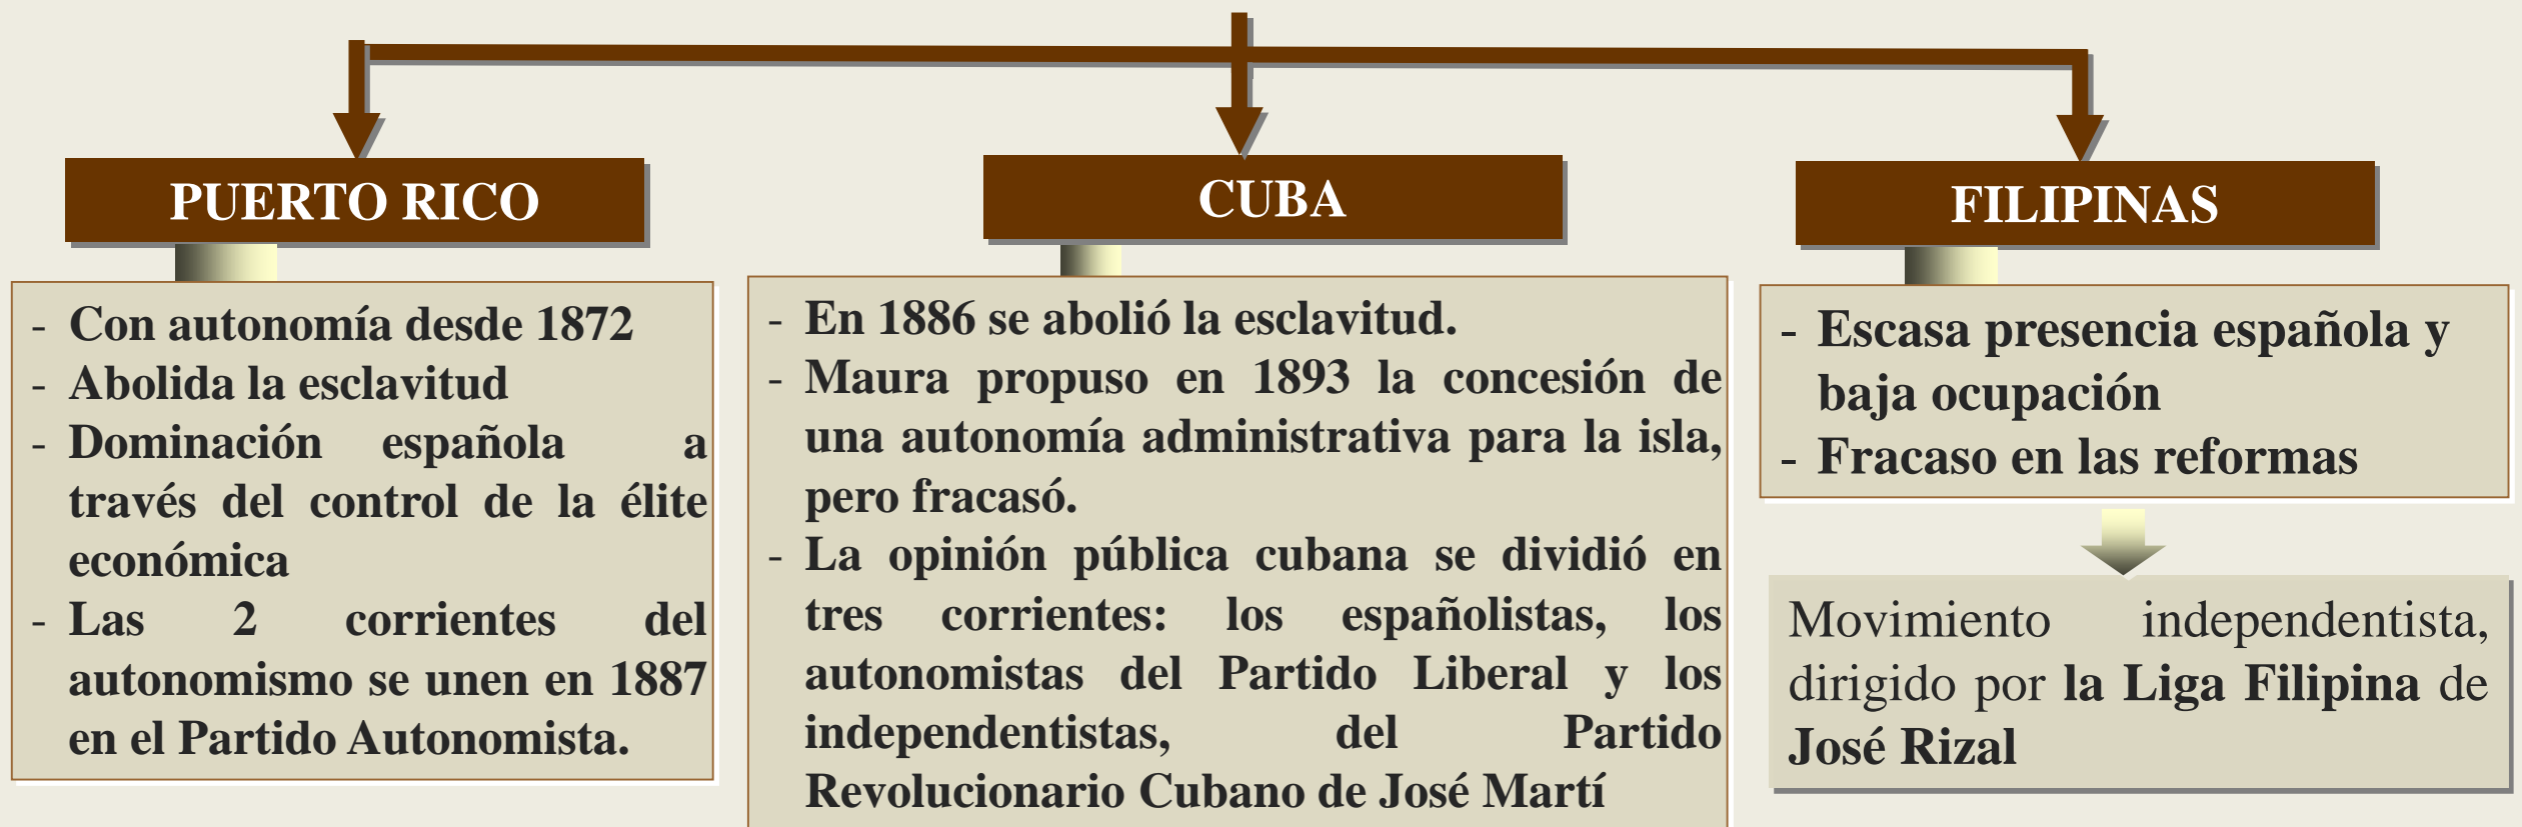 PUERTO RICO
- Con autonomía desde 1872
- Abolida la esclavitud
- Dominación española a
través del control de la élite
económica
- Las 2 corrientes del
autonomismo se unen en 1887
en el Partido Autonomista.
CUBA
- En 1886 se abolió la esclavitud.
- Maura propuso en 1893 la concesión de
una autonomía administrativa para la isla,
pero fracasó.
- La opinión pública cubana se dividió en
tres corrientes: los españolistas, los
autonomistas del Partido Liberal y los
independentistas, del Partido
Revolucionario Cubano de José Martí
FILIPINAS
- Escasa presencia española y
baja ocupación
- Fracaso en las reformas
Movimiento independentista,
dirigido por la Liga Filipina de
José Rizal